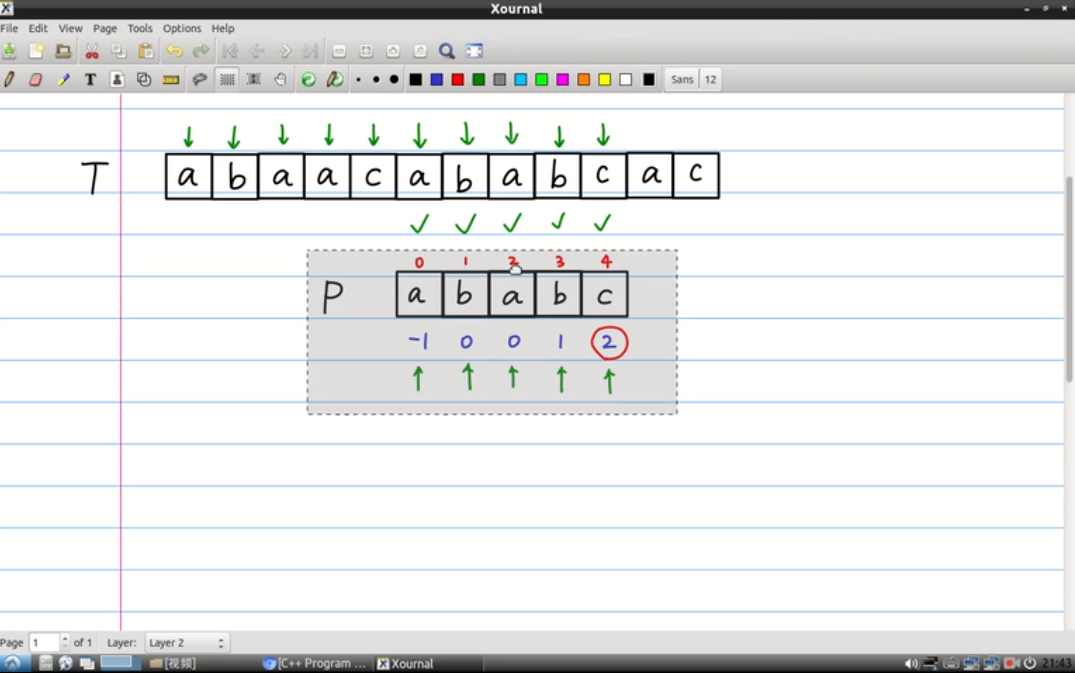 Xournal
File Edit View Page Tools Options Help
T Sans 12
T a b a a c a b a b c a c
0 1 2 3 4
P a b a b c
-1 0 0 1 2
Page 1 of 1 Layer: Layer 2
[视频] [C++ Program ... Xournal 21:43